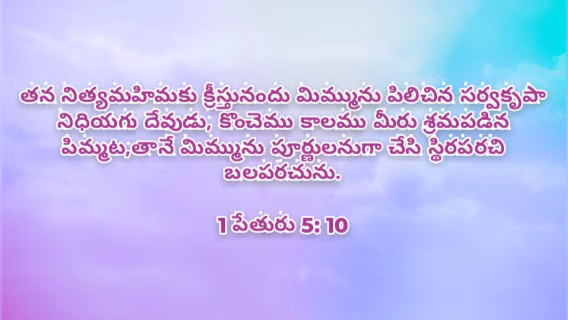 తన నిత్యమహిమకు క్రీస్తునందు మిమ్మును పిలిచిన సర్వకృపా
నిధియగు దేవుడు, కొంచెము కాలము మీరు శ్రమపడిన
పిమ్మట,తానే మిమ్మును పూర్ణులనుగా చేసి స్థిరపరచి
బలపరచును.
1 పేతురు 5: 10